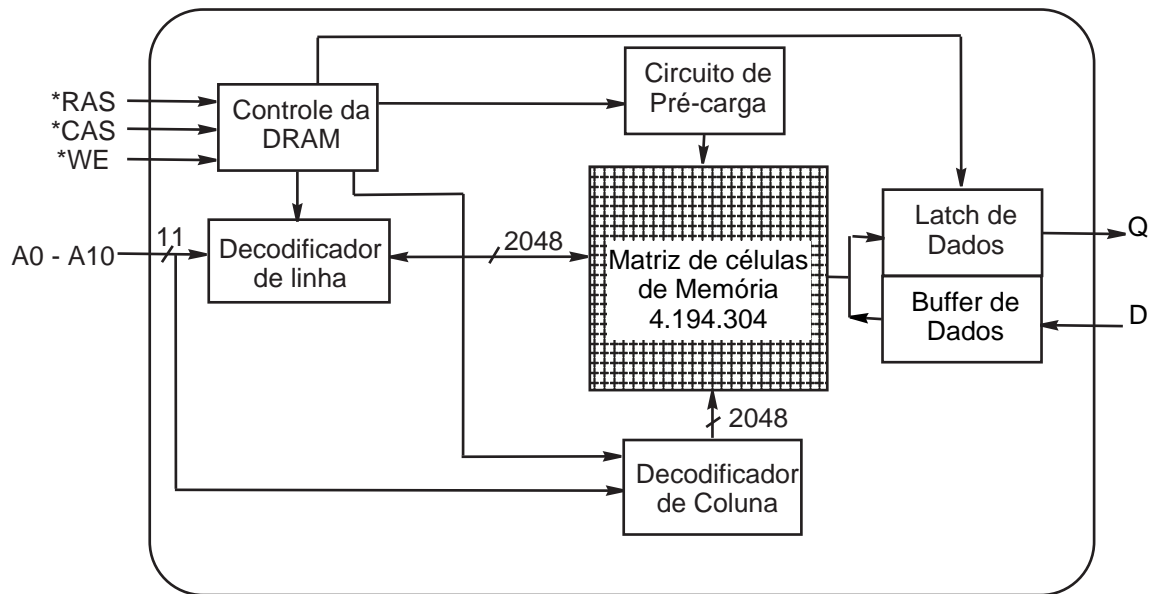 *RAS
*CAS
*WE
Controle da
DRAM
Circuito de
Pré-carga
A0 - A10
11
Decodificador
de linha
2048
Matriz de células
de Memória
4.194.304
Latch de
Dados
Q
Buffer de
Dados
D
2048
Decodificador
de Coluna